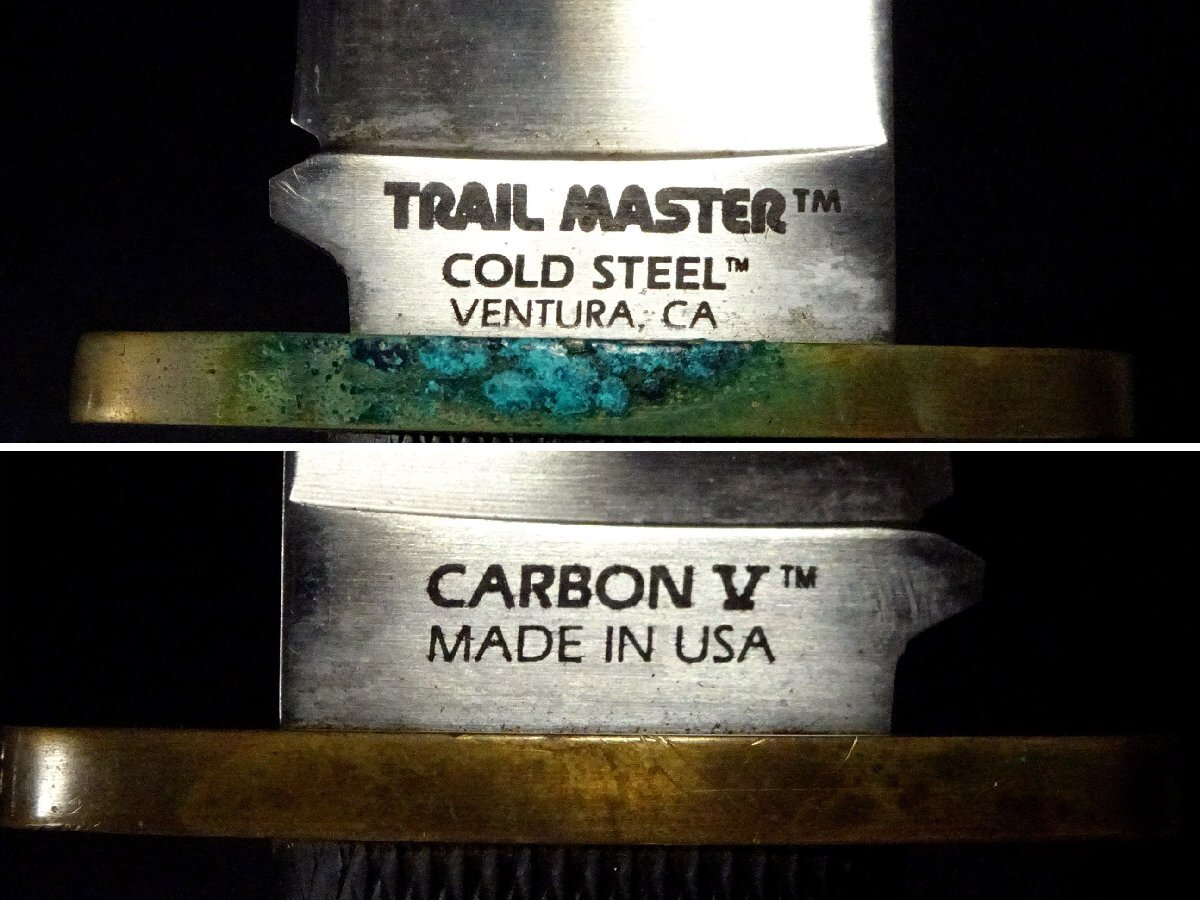 TRAIL MASTER™
COLD STEEL™
VENTURA, CA
CARBON V™
MADE IN USA